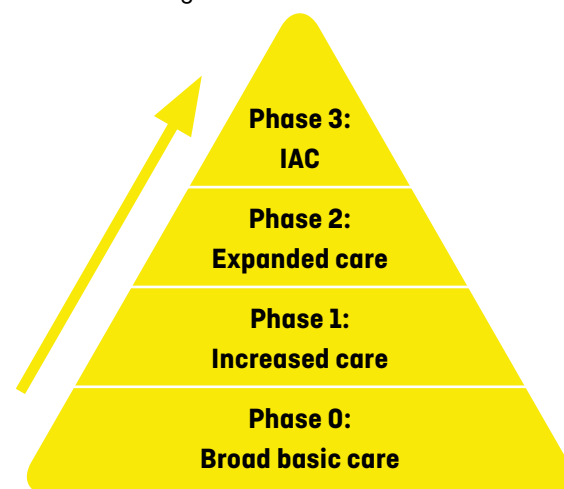 Phase 3:
IAC
Phase 2:
Expanded care
Phase 1:
Increased care
Phase 0:
Broad basic care